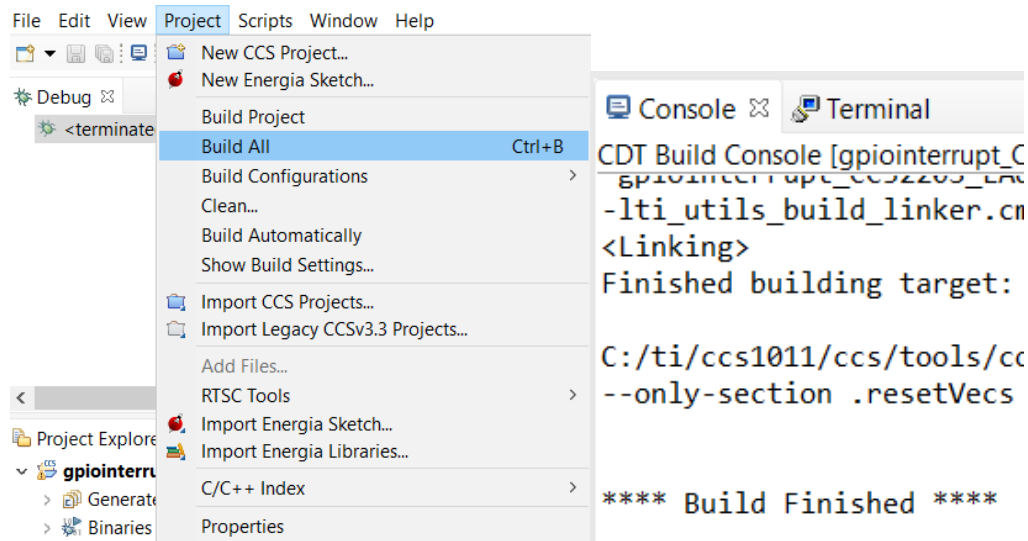 File Edit View Project Scripts Window Help
New CCS Project...
New Energia Sketch...
Debug
<terminate
Build Project
Build All Ctrl+B
Build Configurations
Clean...
Build Automatically
Show Build Settings...
Import CCS Projects...
Import Legacy CCSv3.3 Projects...
Add Files...
RTSC Tools
Import Energia Sketch...
Import Energia Libraries...
C/C++ Index
Properties
Project Explore
gpiointerru
Generate
Binaries
Console Terminal
CDT Build Console [gpiointerrupt_C
-lti_utils_build_linker.cm
<Linking>
Finished building target:
C:/ti/ccs1011/ccs/tools/co
--only-section .resetVecs
**** Build Finished ****